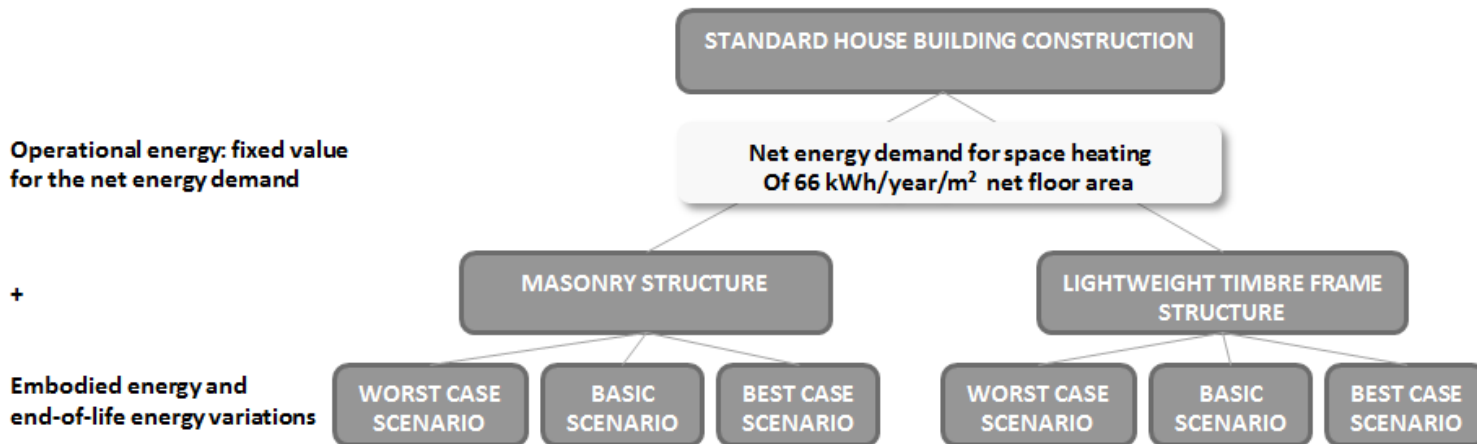 STANDARD HOUSE BUILDING CONSTRUCTION
Operational energy: fixed value
for the net energy demand
Net energy demand for space heating
Of 66 kWh/year/m² net floor area
+
MASONRY STRUCTURE
LIGHTWEIGHT TIMBRE FRAME
STRUCTURE
Embodied energy and
end-of-life energy variations
WORST CASE
SCENARIO
BASIC
SCENARIO
BEST CASE
SCENARIO
WORST CASE
SCENARIO
BASIC
SCENARIO
BEST CASE
SCENARIO